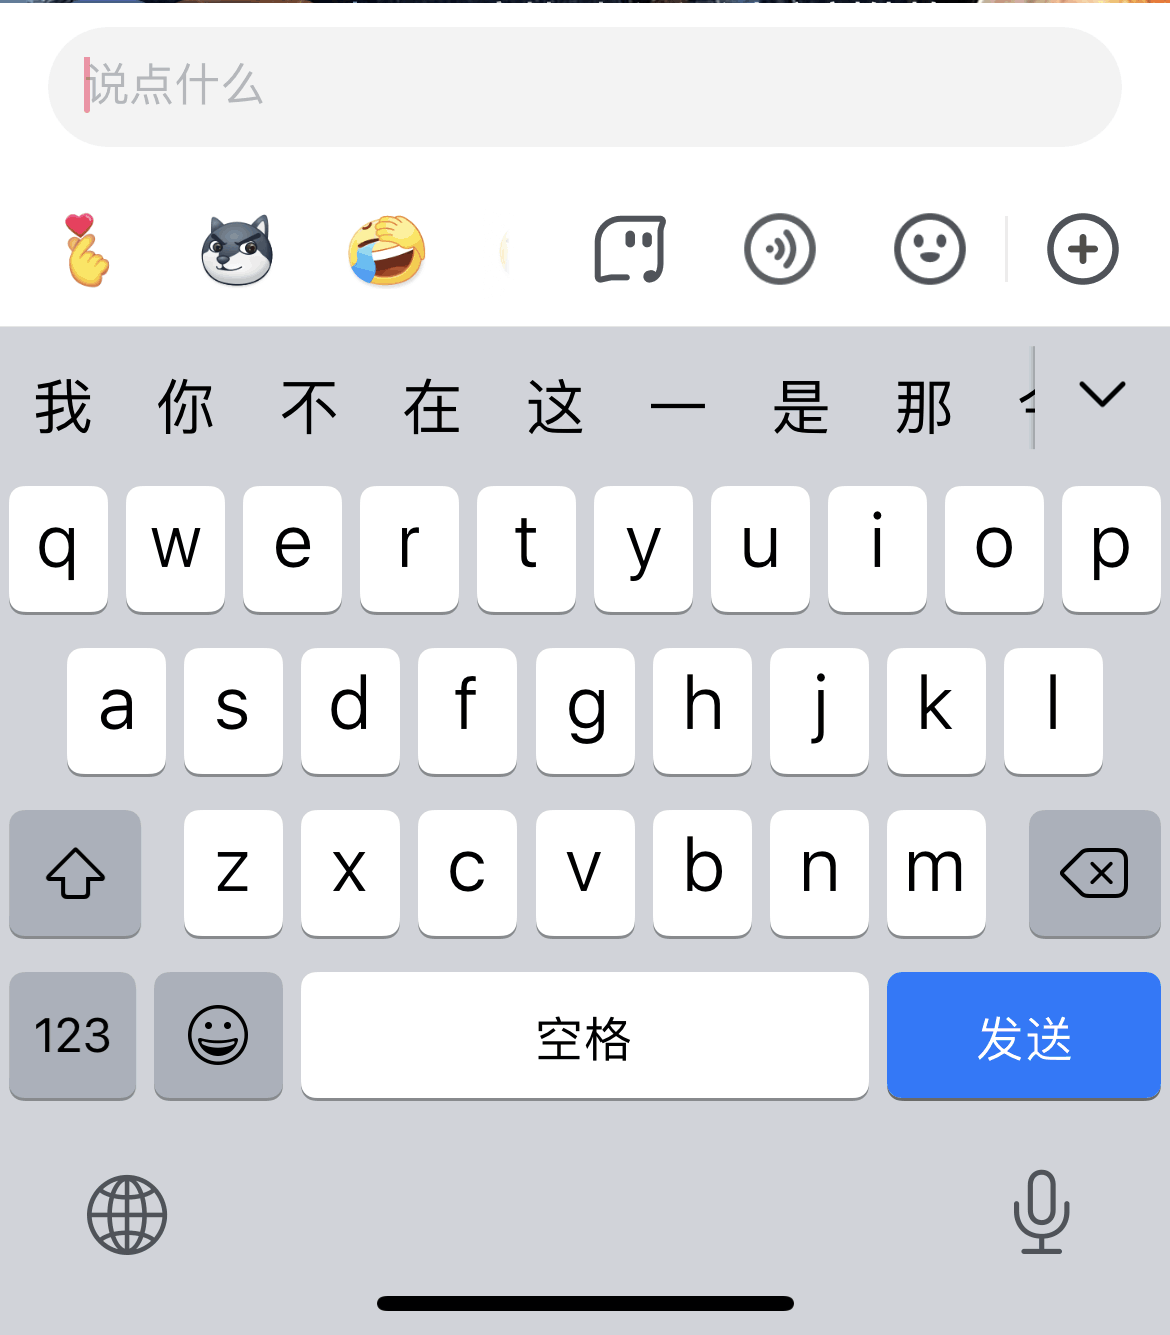 说点什么
我 你 不 在 这 一 是 那
q w e r t y u i o p
a s d f g h j k l
z x c v b n m
123 空格 发送